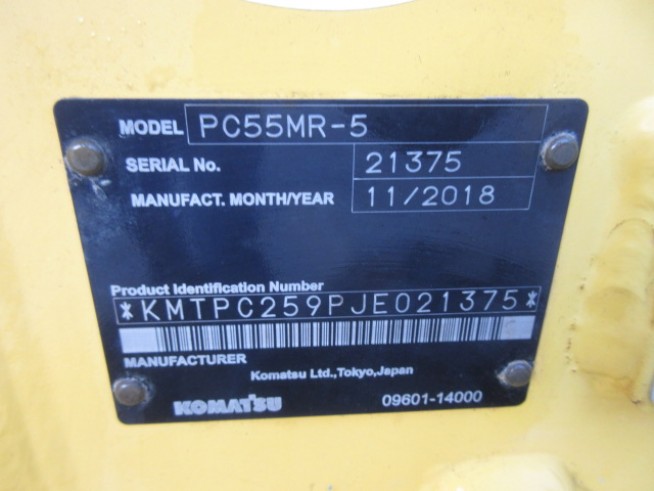 MODEL PC55MR-5
SERIAL No. 21375
MANUFACT. MONTH/YEAR 11/2018
Product Identification Number
*KMTPC259PJE021375*
MANUFACTURER
Komatsu Ltd.,Tokyo,Japan
KOMATSU 09601-14000